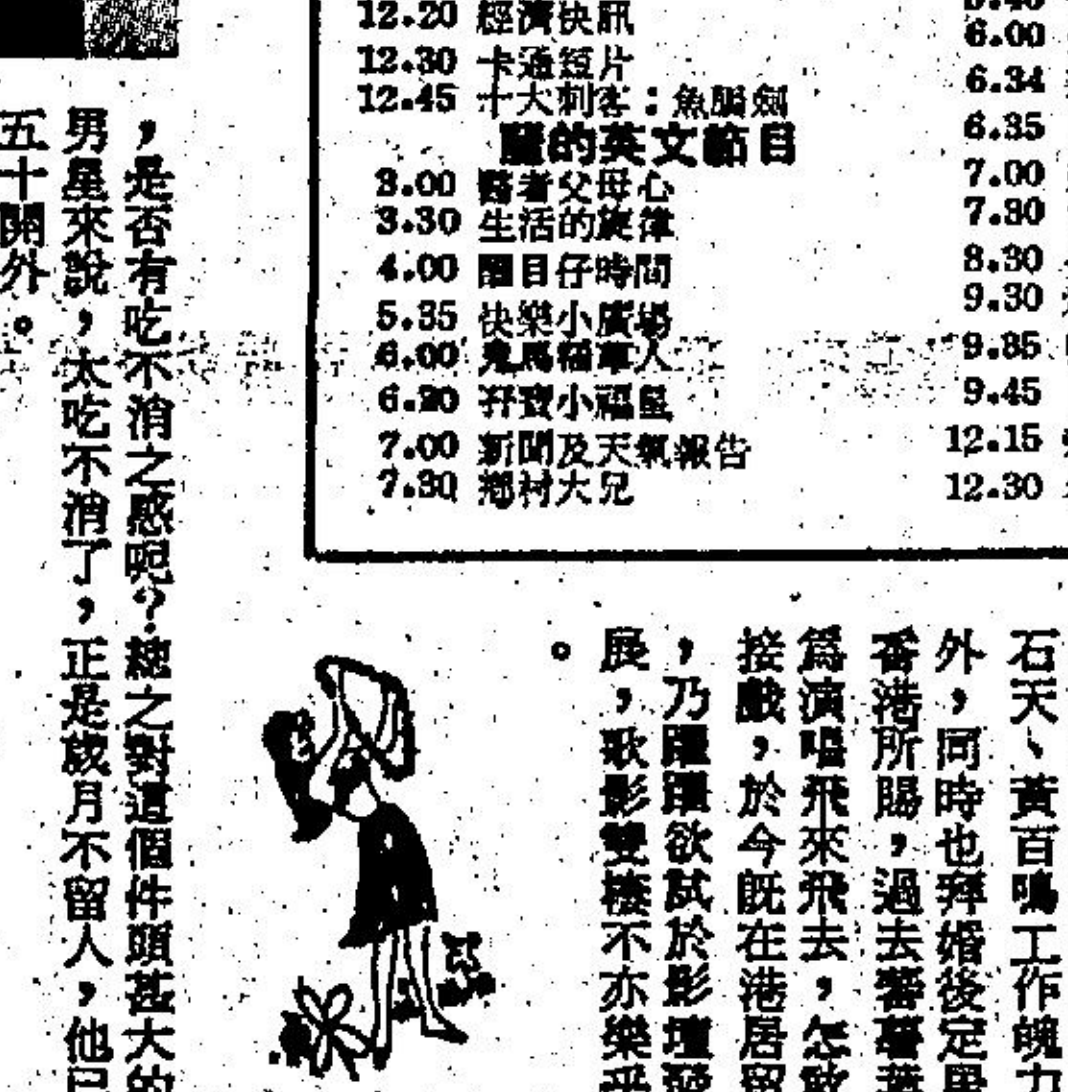 12.20 經濟快訊
12.30 卡通短片
12.45 十大刺客：魚腸劍
麗的英文節目
3.00 醫者父母心
3.30 生活的旋律
4.00 醒目仔時間
5.35 快樂小廣場
6.00 鬼馬糊塗人
6.20 孖寶小福星
7.00 新聞及天氣報告
7.30 鄉村大兄
6.00
6.34
6.35
7.00
7.30
8.30
9.30
9.35
9.45
12.15
12.30
，是否有吃不消之感呢？總之對這個件頭甚大的
男星來說，太吃不消了，正是歲月不留人，他已
五十開外。
石天、黃百鳴工作魄力
外，同時也拜婚後定居
香港所賜，過去蓉蓉
爲演唱飛來飛去，怎敢
接戲，於今既在港居留
，乃躍躍欲試於影壇發
展，歌影雙棲不亦樂乎
。